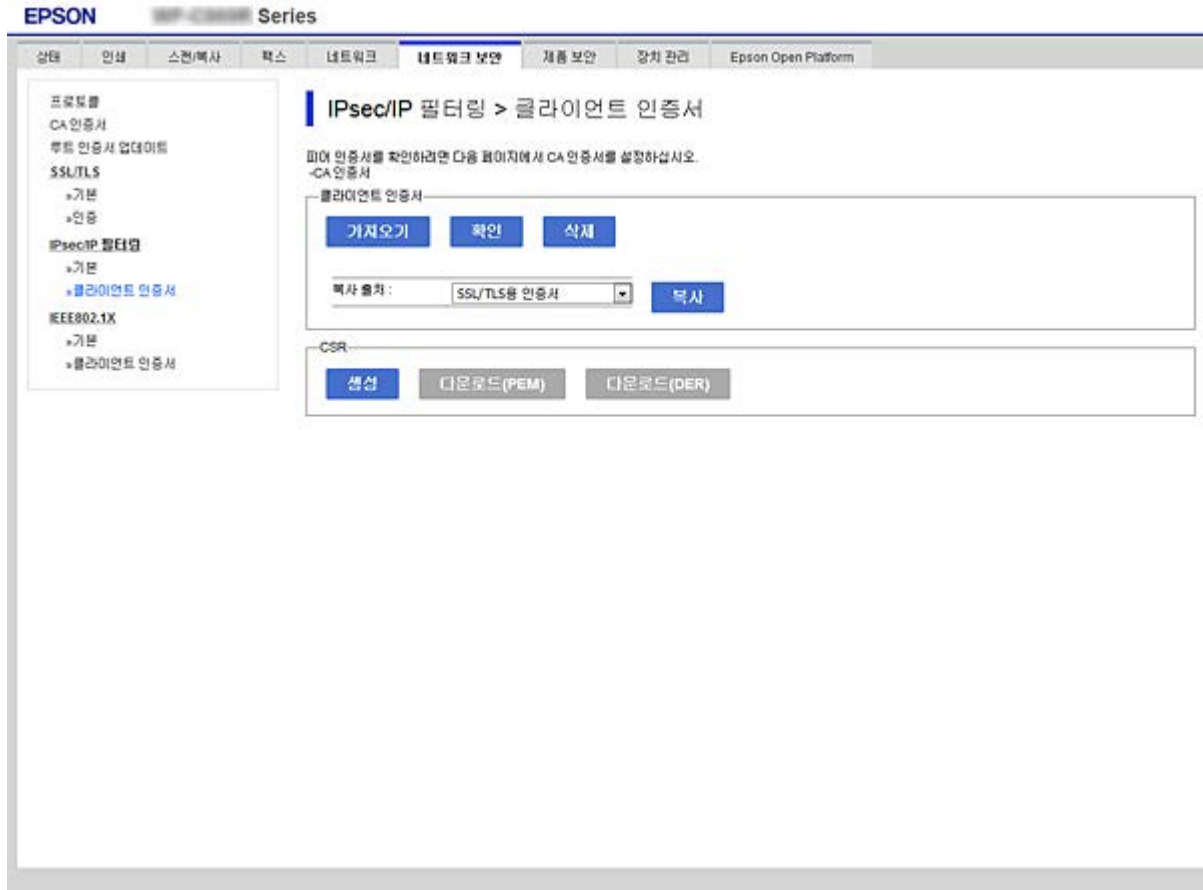 EPSON Series
상태 인쇄 스캔/복사 팩스 네트워크 네트워크 보안 제품 보안 장치 관리 Epson Open Platform
프로토콜
CA 인증서
루트 인증서 업데이트
SSL/TLS
»기본
»인증
IPsec/IP 필터링
»기본
»클라이언트 인증서
IEEE802.1X
»기본
»클라이언트 인증서
IPsec/IP 필터링 > 클라이언트 인증서
피어 인증서를 확인하려면 다음 페이지에서 CA 인증서를 설정하십시오.
-CA 인증서
클라이언트 인증서
가져오기 확인 삭제
복사 출처 : SSL/TLS용 인증서 복사
CSR
생성 다운로드(PEM) 다운로드(DER)